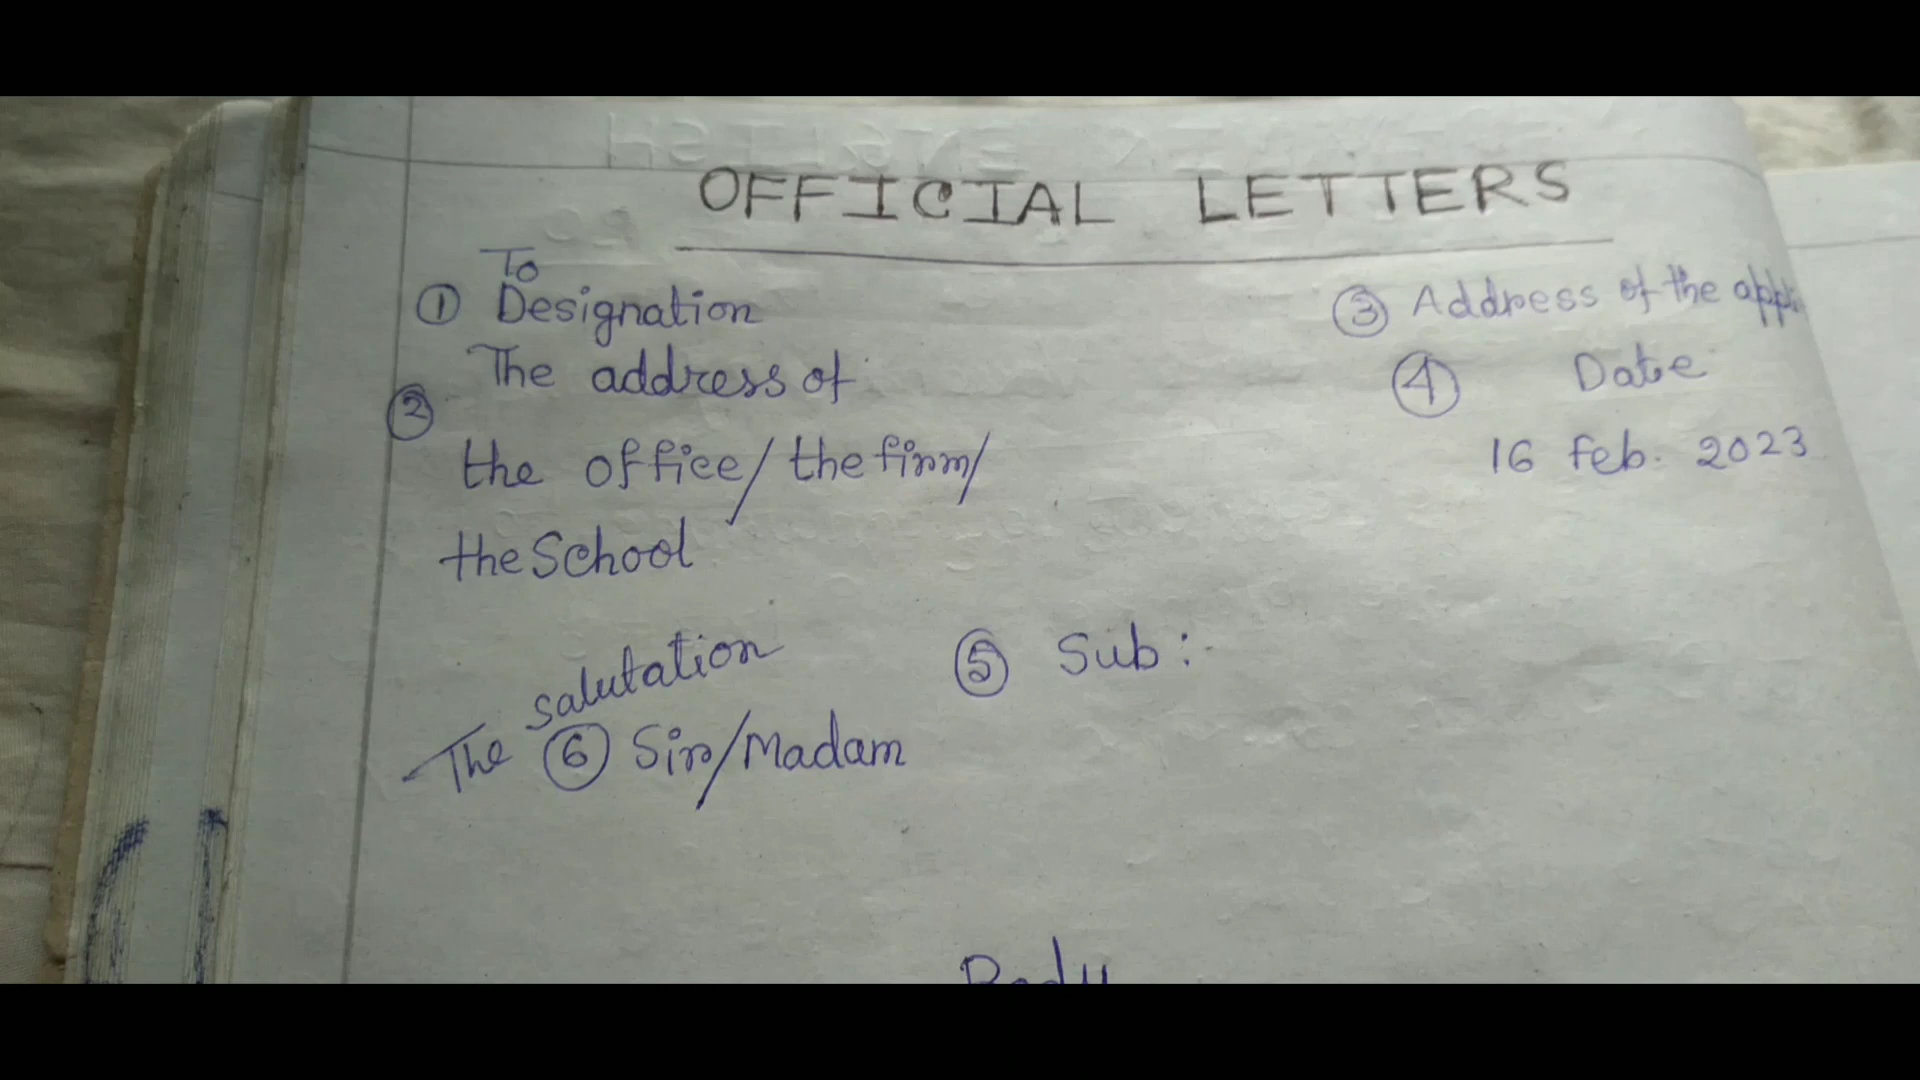 OFFICIAL LETTERS
To
① Designation
The address of
②
the office/ the firm/
the School
③ Address of the
④ Date
16 Feb. 2023
⑤ Sub :-
The salutation
⑥ Sir/Madam
Body